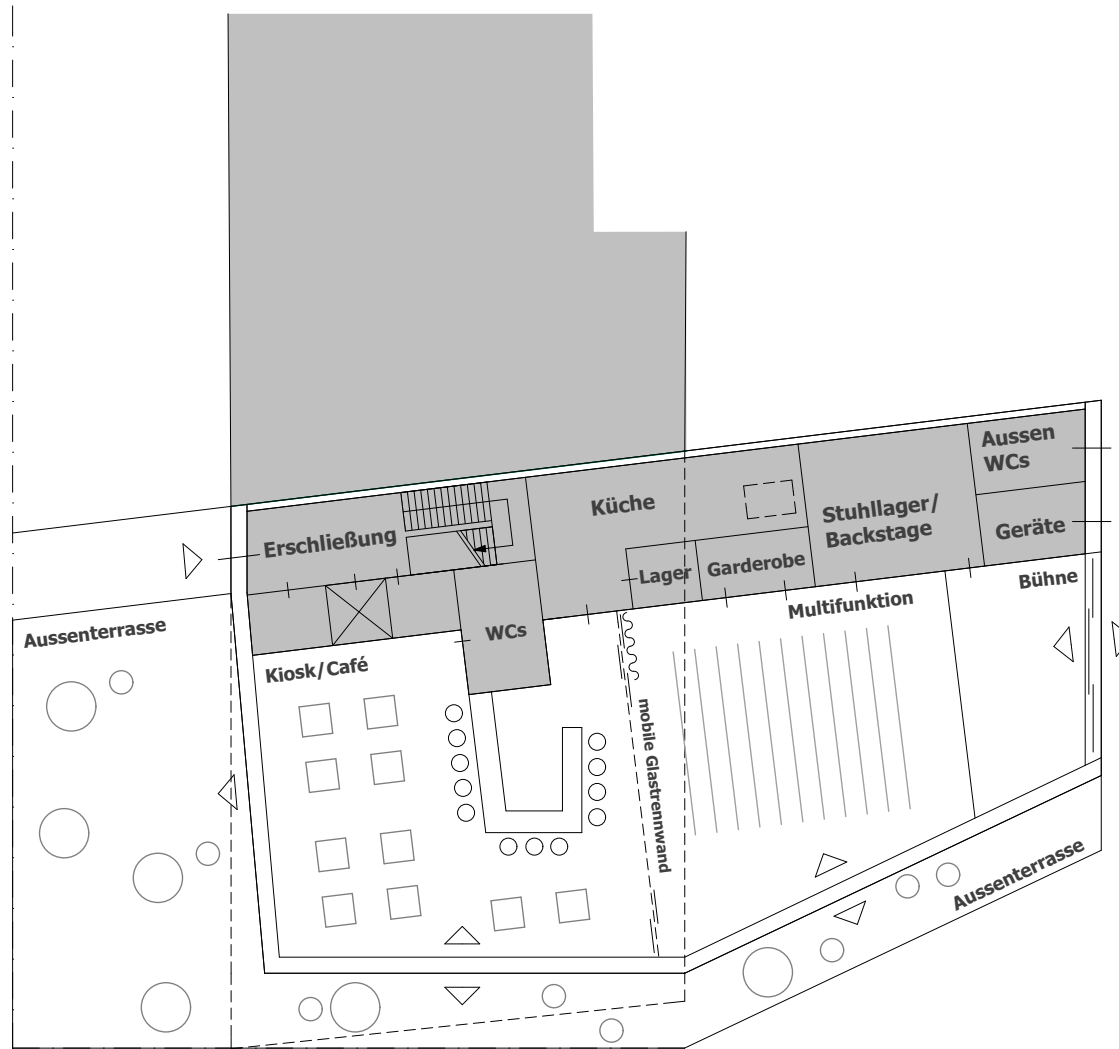 Aussen
WCs
Küche
Stuhllager/
Backstage
Geräte
Erschließung
Lager
Garderobe
Bühne
Multifunktion
WCs
Aussenterrasse
Kiosk/Café
mobile Glastrennwand
Aussenterrasse